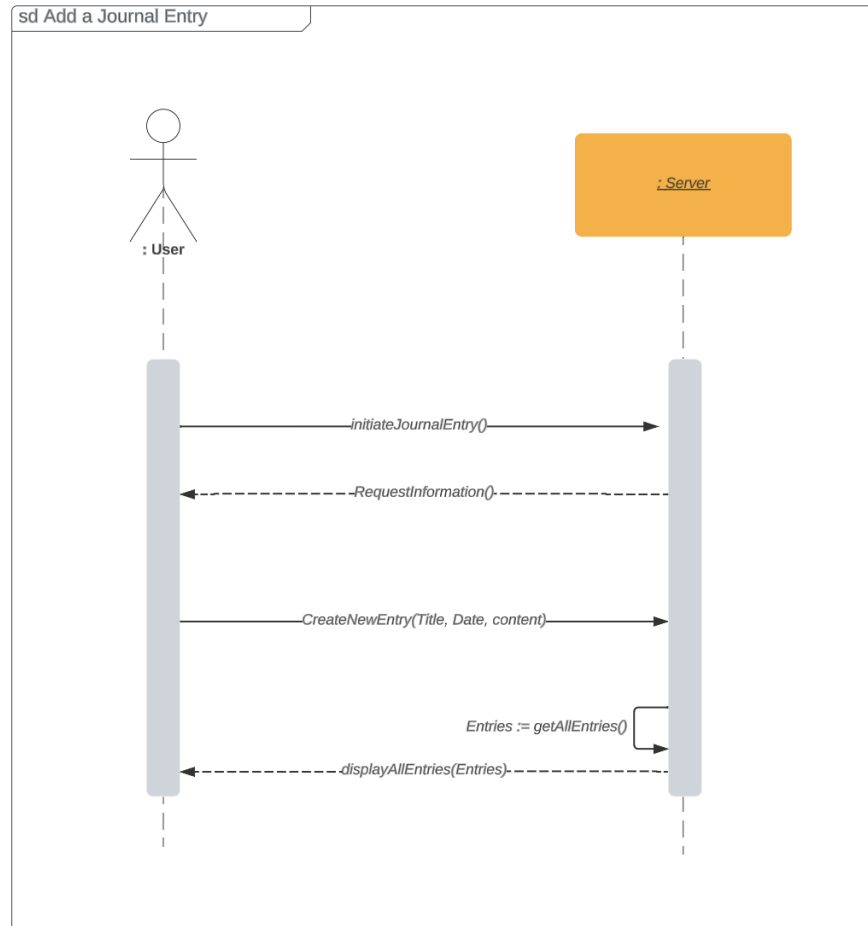 sd Add a Journal Entry
: Server
: User
initiateJournalEntry()
RequestInformation()
CreateNewEntry(Title, Date, content)
Entries := getAllEntries()
displayAllEntries(Entries)